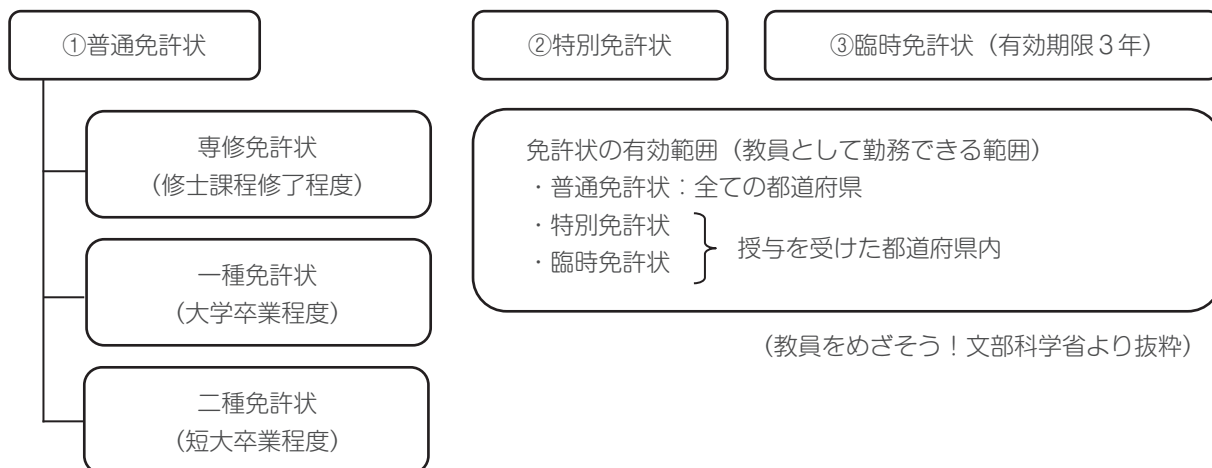 ①普通免許状
②特別免許状
③臨時免許状（有効期限３年）
専修免許状
（修士課程修了程度）
一種免許状
（大学卒業程度）
二種免許状
（短大卒業程度）
免許状の有効範囲（教員として勤務できる範囲）
・普通免許状：全ての都道府県
・特別免許状
・臨時免許状
授与を受けた都道府県内
（教員をめざそう！文部科学省より抜粋）